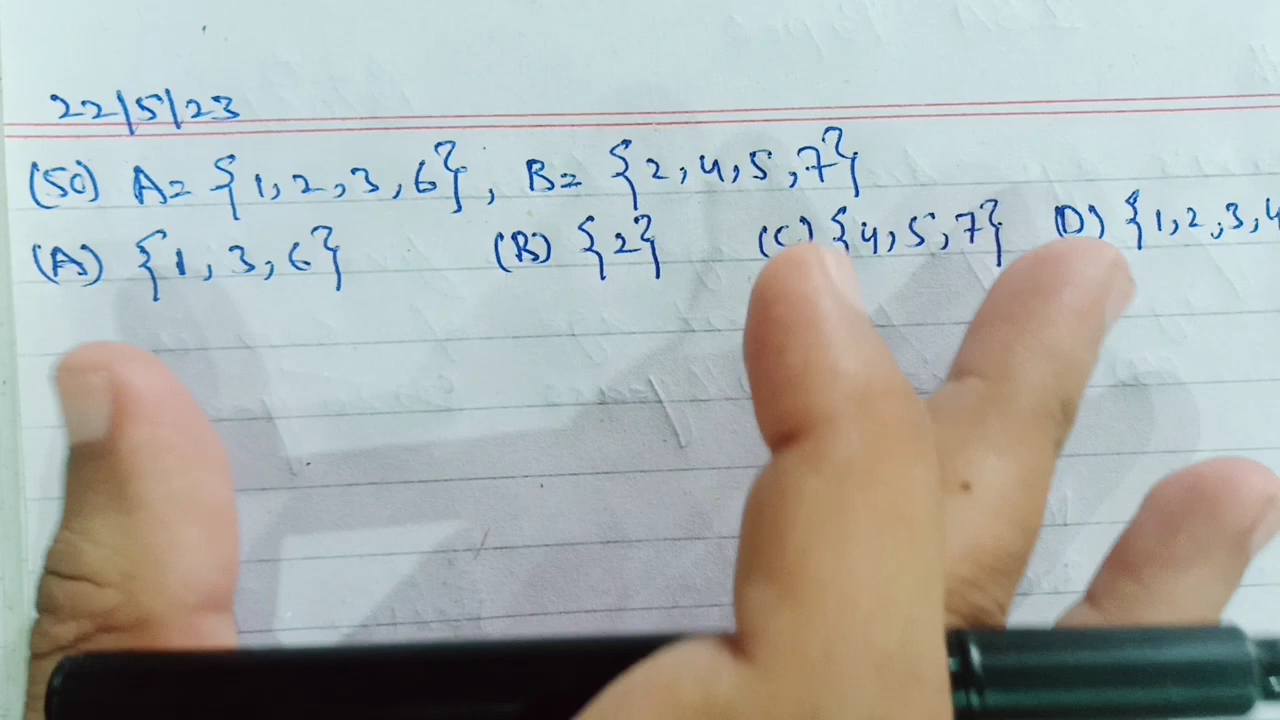 22/5/23
(50) A= {1,2,3,6}, B= {2,4,5,7}
(A) {1,3,6} (B) {2} (C) {4,5,7} (D) {1,2,3,4